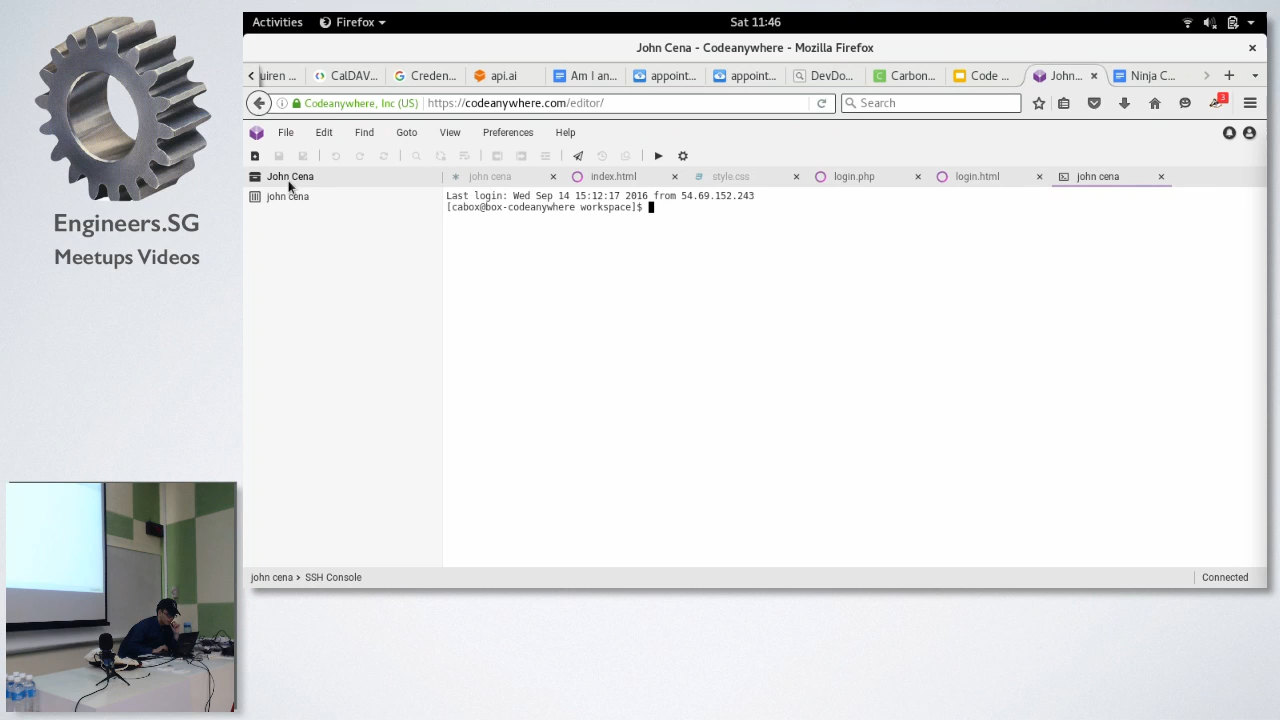 Activities Firefox Sat 11:46
John Cena - Codeanywhere - Mozilla Firefox
uiren ... CalDAV... Creden... api.ai Am I an... appoint... appoint... DevDo... Carbon... Code ... John... Ninja C...
Codeanywhere, Inc (US) https://codeanywhere.com/editor/ Search 3
File Edit Find Goto View Preferences Help
John Cena john cena index.html style.css login.php login.html john cena
john cena
Last login: Wed Sep 14 15:12:17 2016 from 54.69.152.243
[cabox@box-codeanywhere workspace]$
john cena > SSH Console Connected
Engineers.SG
Meetups Videos